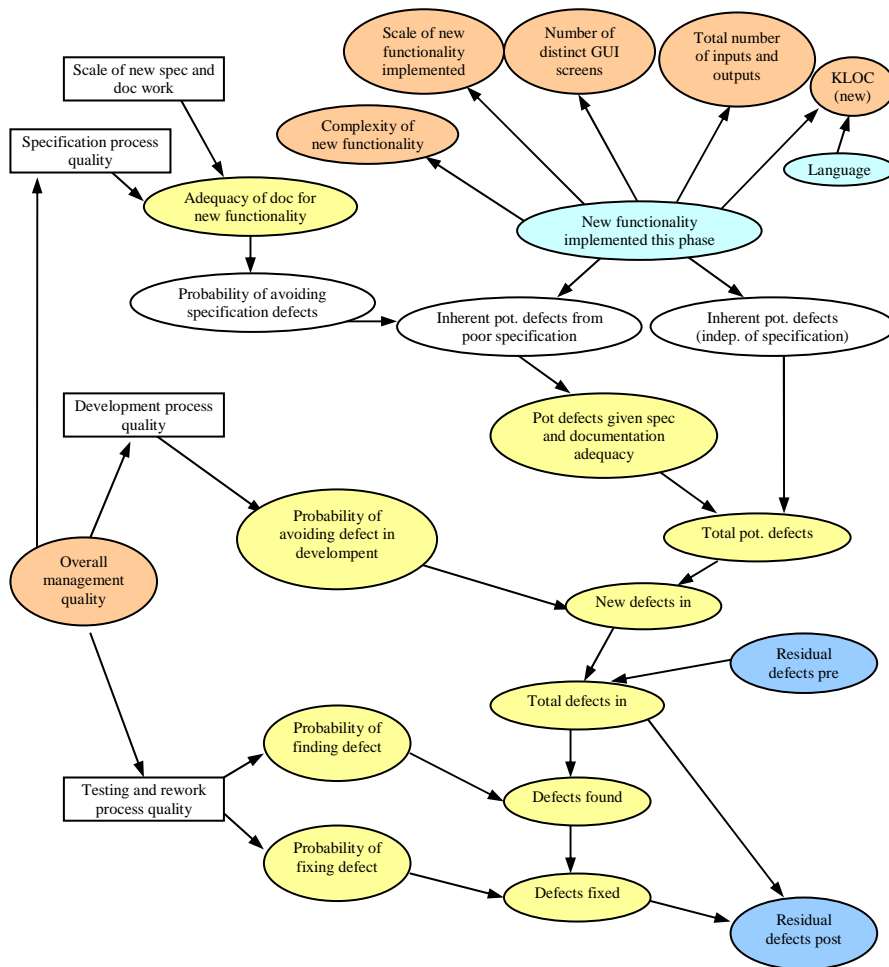 Scale of new
functionality
implemented
Number of
distinct GUI
screens
Total number
of inputs and
outputs
KLOC
(new)
Scale of new spec and
doc work
Specification process
quality
Complexity of
new functionality
Language
Adequacy of doc for
new functionality
New functionality
implemented this phase
Probability of avoiding
specification defects
Inherent pot. defects from
poor specification
Inherent pot. defects
(indep. of specification)
Development process
quality
Pot defects given spec
and documentation
adequacy
Probability of
avoiding defect in
develompent
Total pot. defects
Overall
management
quality
New defects in
Residual
defects pre
Total defects in
Probability of
finding defect
Testing and rework
process quality
Defects found
Probability of
fixing defect
Defects fixed
Residual
defects post